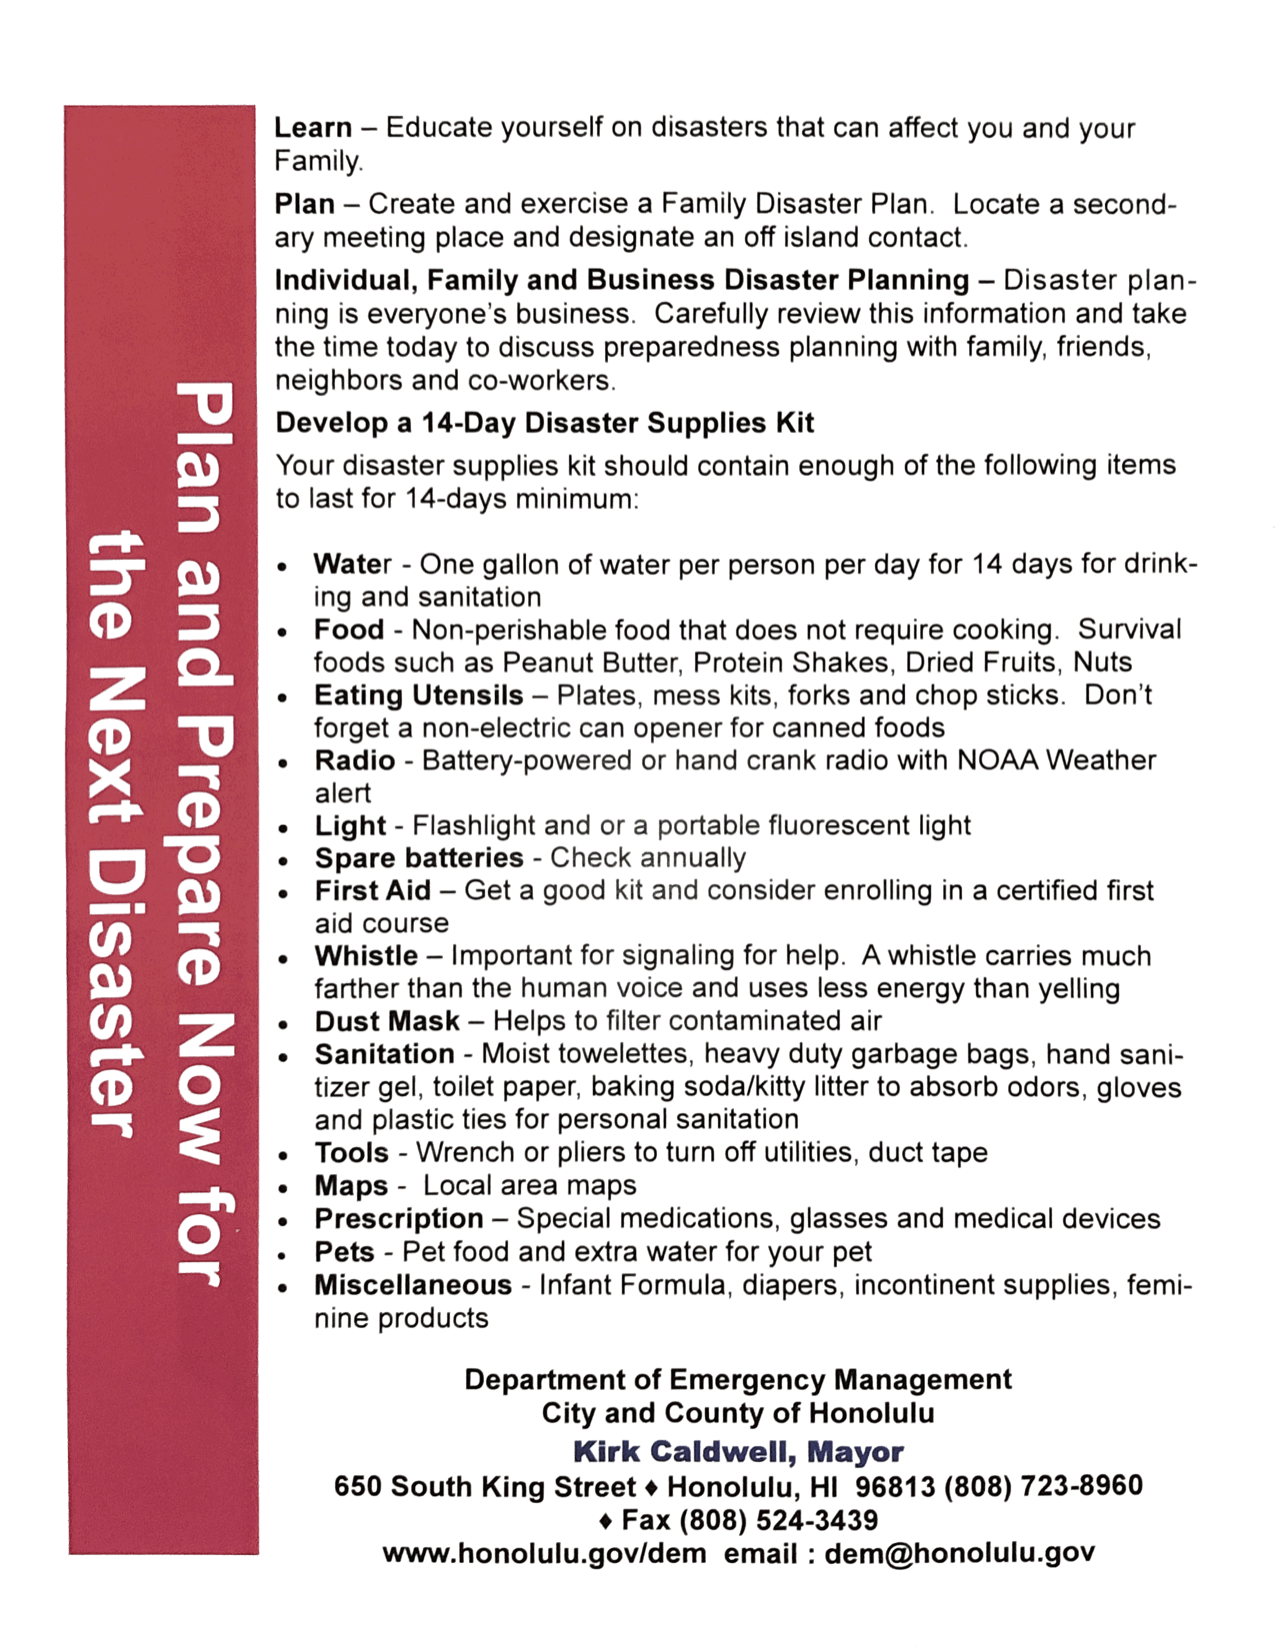 Plan and Prepare Now for
the Next Disaster
Learn – Educate yourself on disasters that can affect you and your
Family.
Plan – Create and exercise a Family Disaster Plan.  Locate a second-
ary meeting place and designate an off island contact.
Individual, Family and Business Disaster Planning – Disaster plan-
ning is everyone's business.  Carefully review this information and take
the time today to discuss preparedness planning with family, friends,
neighbors and co-workers.
Develop a 14-Day Disaster Supplies Kit
Your disaster supplies kit should contain enough of the following items
to last for 14-days minimum:
• Water - One gallon of water per person per day for 14 days for drink-
ing and sanitation
• Food - Non-perishable food that does not require cooking.  Survival
foods such as Peanut Butter, Protein Shakes, Dried Fruits, Nuts
• Eating Utensils – Plates, mess kits, forks and chop sticks.  Don't
forget a non-electric can opener for canned foods
• Radio - Battery-powered or hand crank radio with NOAA Weather
alert
• Light - Flashlight and or a portable fluorescent light
• Spare batteries - Check annually
• First Aid – Get a good kit and consider enrolling in a certified first
aid course
• Whistle – Important for signaling for help.  A whistle carries much
farther than the human voice and uses less energy than yelling
• Dust Mask – Helps to filter contaminated air
• Sanitation - Moist towelettes, heavy duty garbage bags, hand sani-
tizer gel, toilet paper, baking soda/kitty litter to absorb odors, gloves
and plastic ties for personal sanitation
• Tools - Wrench or pliers to turn off utilities, duct tape
• Maps -  Local area maps
• Prescription – Special medications, glasses and medical devices
• Pets - Pet food and extra water for your pet
• Miscellaneous - Infant Formula, diapers, incontinent supplies, femi-
nine products
Department of Emergency Management
City and County of Honolulu
Kirk Caldwell, Mayor
650 South King Street ♦ Honolulu, HI  96813 (808) 723-8960
♦ Fax (808) 524-3439
www.honolulu.gov/dem  email : dem@honolulu.gov